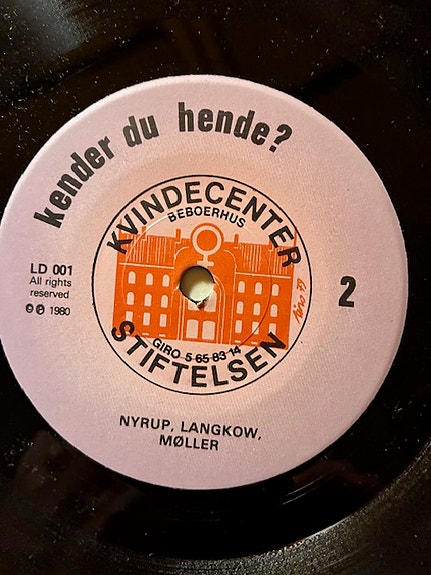 kender du hende?
KVINDECENTER
BEBOERHUS
LD 001
All rights
reserved
Ⓒ Ⓟ 1980
2
GIRO 5 65 83 14
STIFTELSEN
NYRUP, LANGKOW,
MØLLER